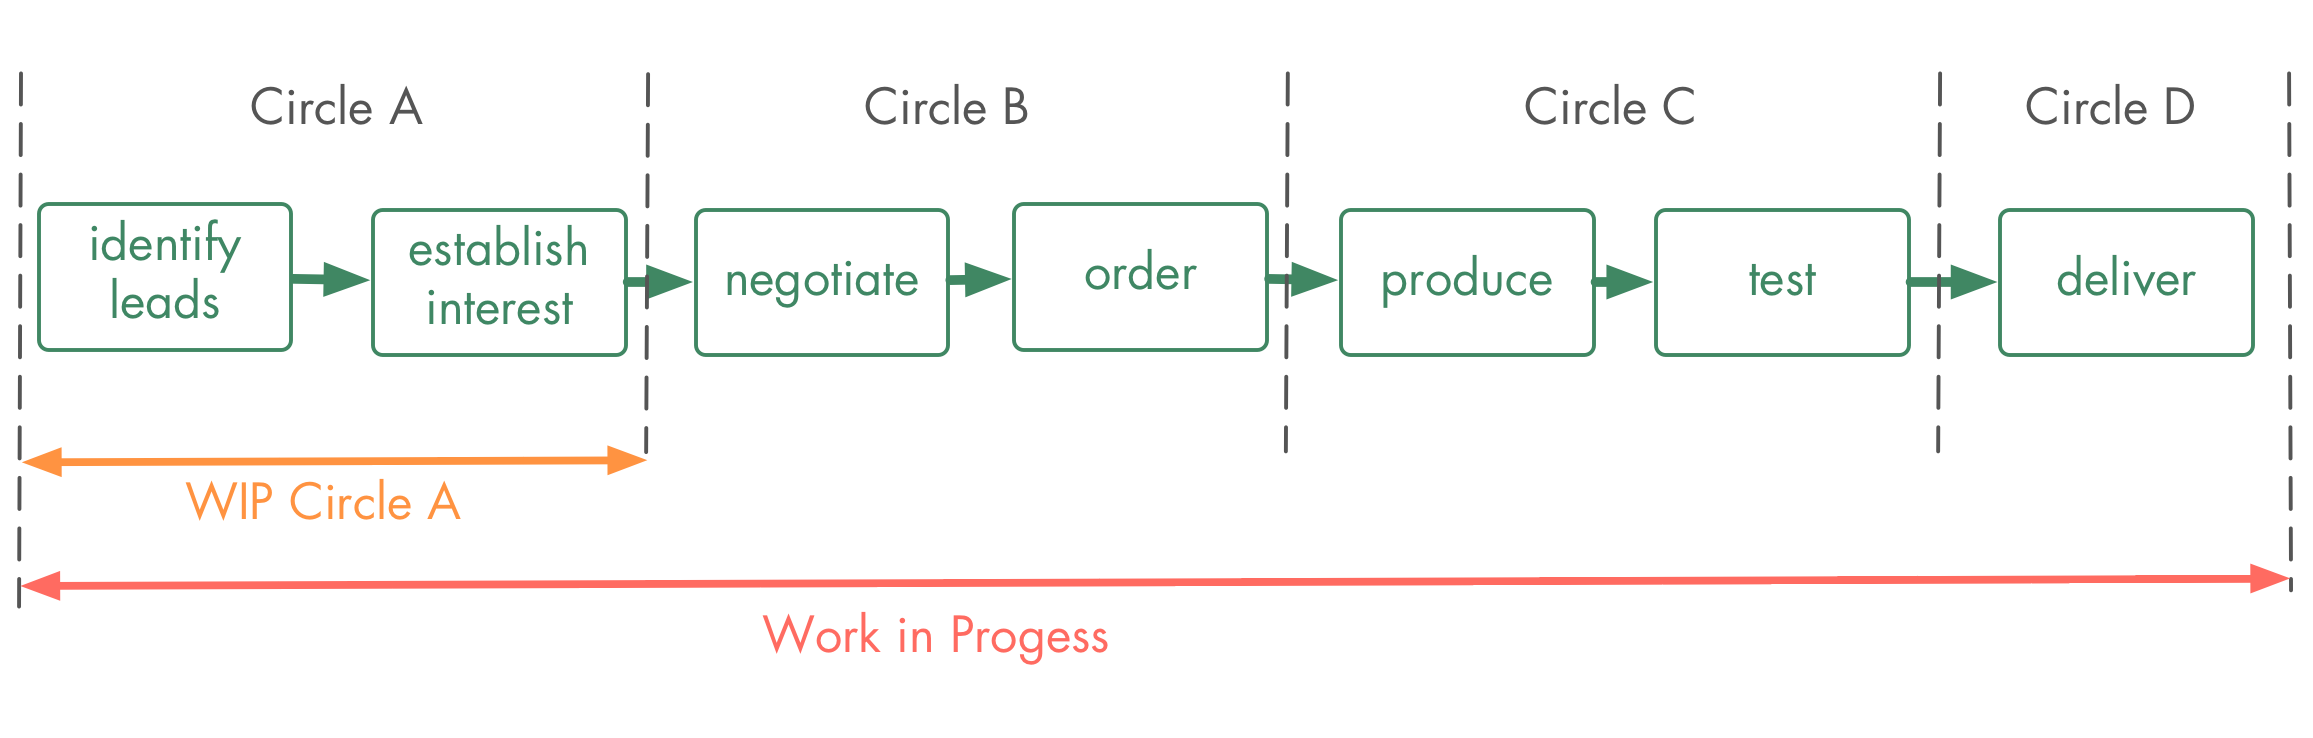 Circle A
Circle B
Circle C
Circle D
identify
leads
establish
interest
negotiate
order
produce
test
deliver
WIP Circle A
Work in Progess